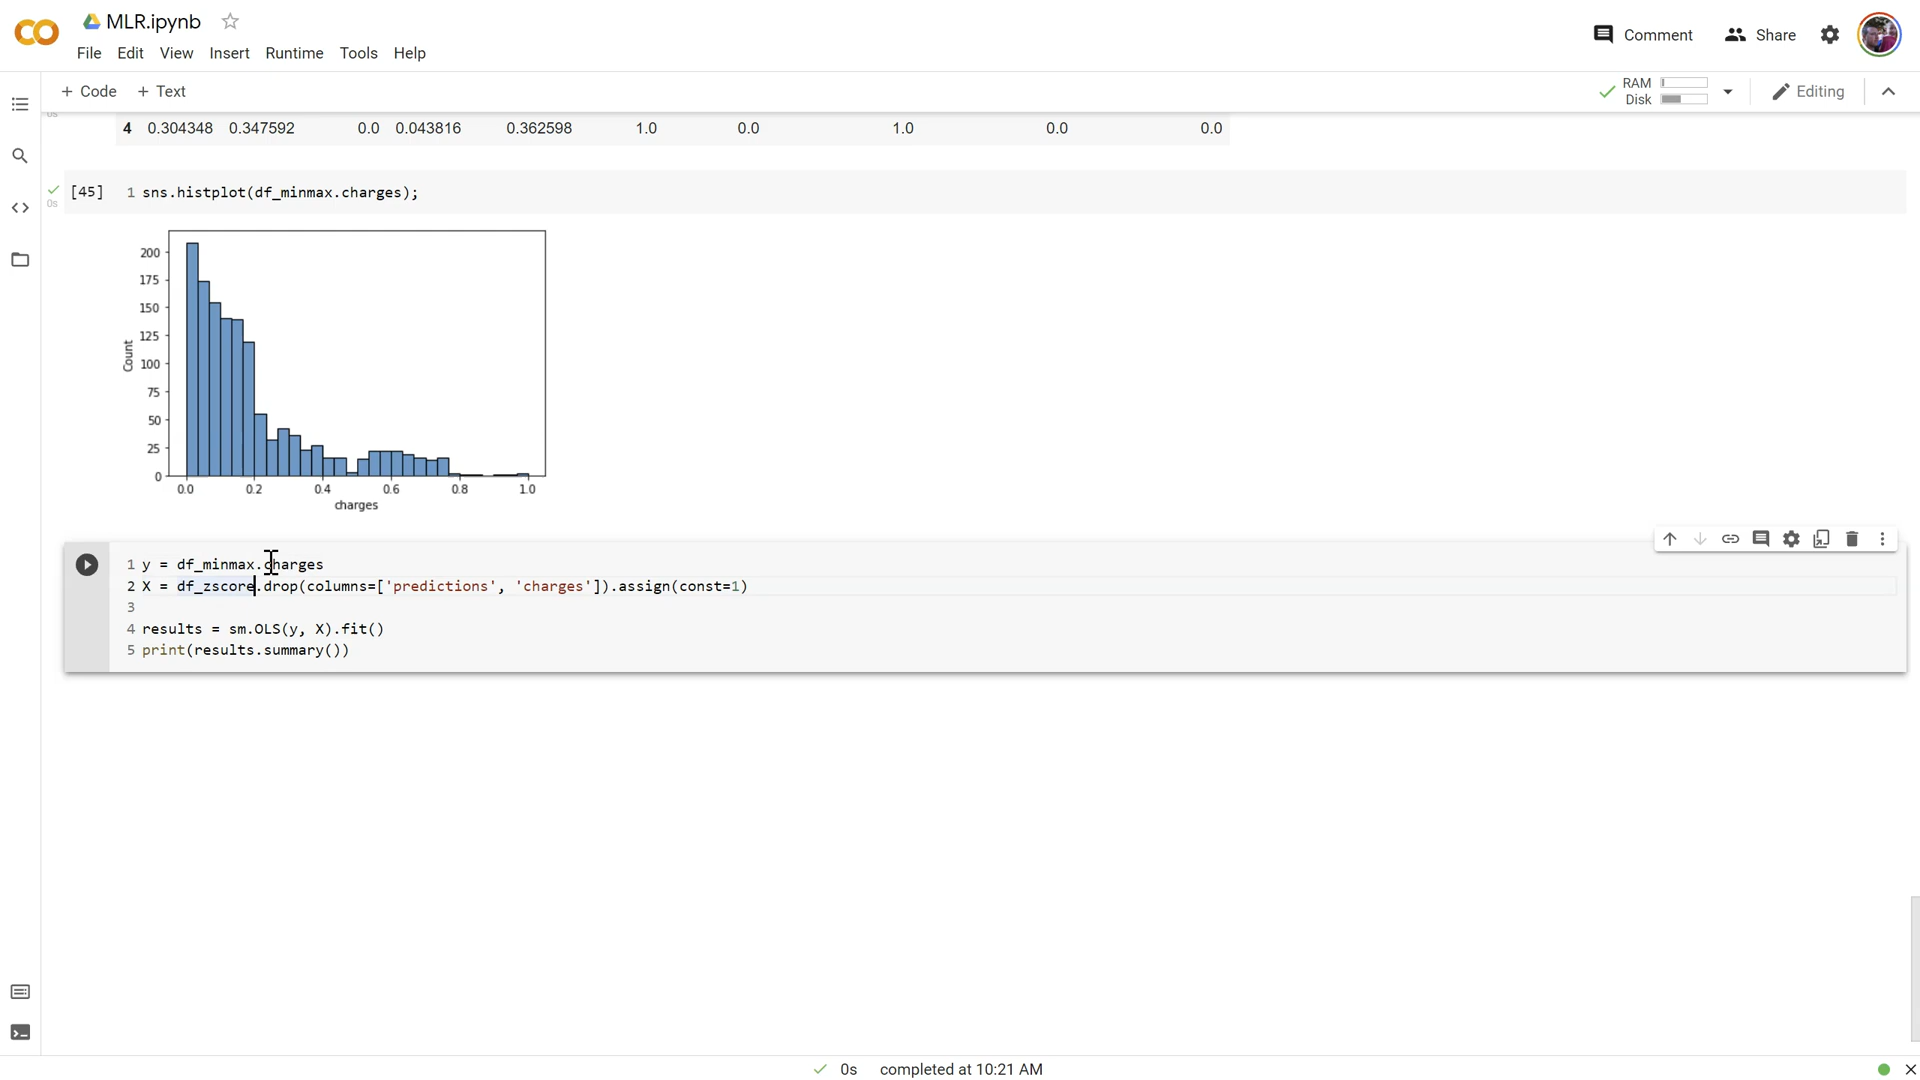 MLR.ipynb
File Edit View Insert Runtime Tools Help
Comment Share
+ Code + Text
RAM
Disk
Editing
0s
4 0.304348 0.347592 0.0 0.043816 0.362598 1.0 0.0 1.0 0.0 0.0
[45] 1 sns.histplot(df_minmax.charges);
0s
200
175
150
125
100
75
50
25
0
Count
0.0 0.2 0.4 0.6 0.8 1.0
charges
1 y = df_minmax.charges
2 X = df_zscore.drop(columns=['predictions', 'charges']).assign(const=1)
3
4 results = sm.OLS(y, X).fit()
5 print(results.summary())
0s completed at 10:21 AM